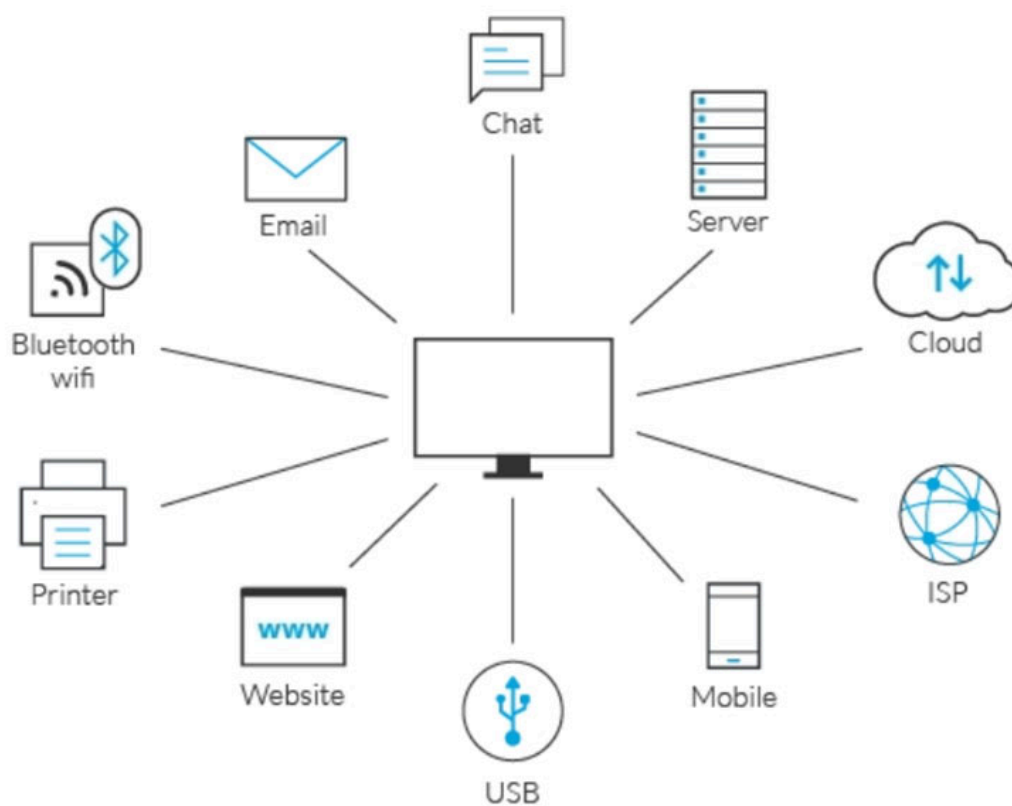 Chat
Email
Server
Bluetooth
wifi
Cloud
Printer
ISP
www
Website
Mobile
USB